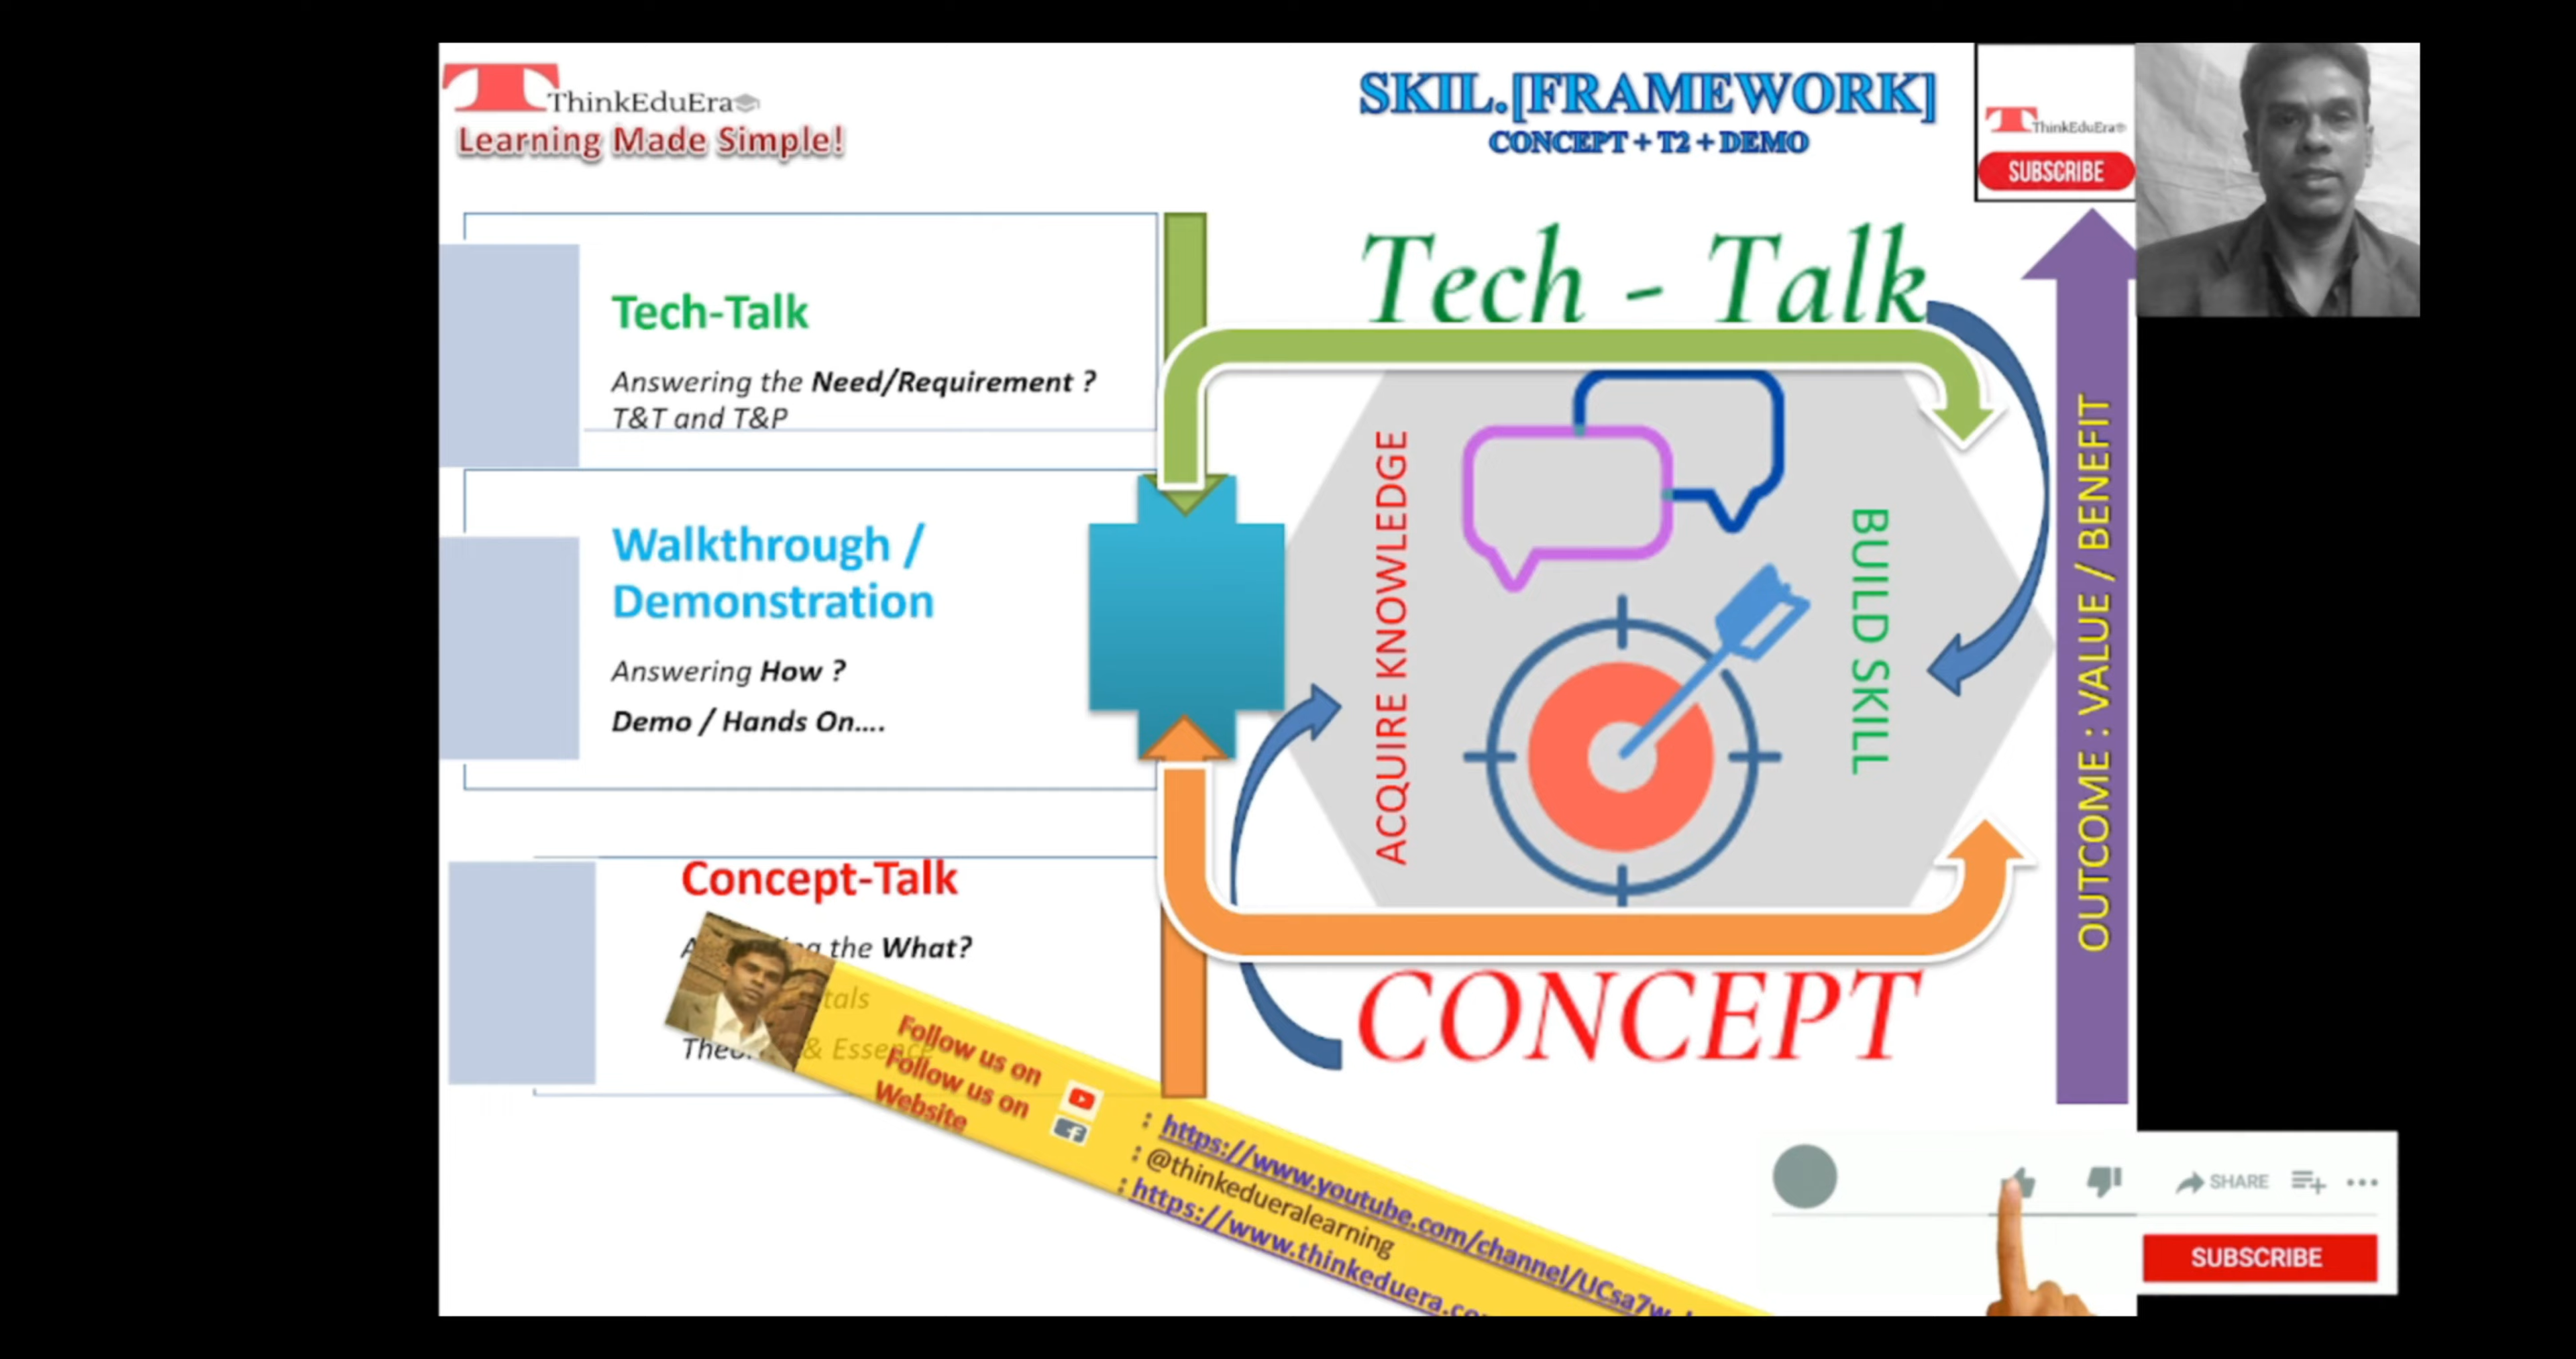 ThinkEduEra
Learning Made Simple!
SKIL.[FRAMEWORK]
CONCEPT + T2 + DEMO
ThinkEduEra
SUBSCRIBE
Tech-Talk
Answering the Need/Requirement ?
T&T and T&P
Walkthrough /
Demonstration
Answering How ?
Demo / Hands On....
Concept-Talk
the What?
& Essence
Tech - Talk
ACQUIRE KNOWLEDGE
BUILD SKILL
CONCEPT
OUTCOME : VALUE / BENEFIT
Follow us on : https://www.youtube.com/channel/UCsa7w
Follow us on : @thinkedueralearning
Website : https://www.thinkeduera.co
SHARE
SUBSCRIBE